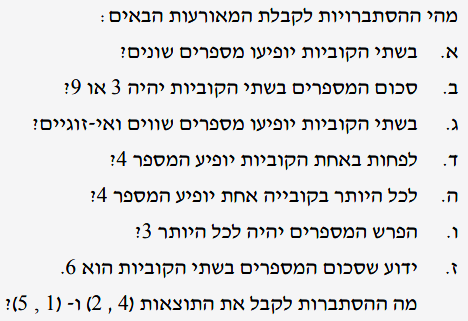 מהי ההסתברויות לקבלת המאורעות הבאים:
א. בשתי הקוביות יופיעו מספרים שונים?
ב. סכום המספרים בשתי הקוביות יהיה 3 או 9?
ג. בשתי הקוביות יופיעו מספרים שווים ואי-זוגיים?
ד. לפחות באחת הקוביות יופיע המספר 4?
ה. לכל היותר בקובייה אחת יופיע המספר 4?
ו. הפרש המספרים יהיה לכל היותר 3?
ז. ידוע שסכום המספרים בשתי הקוביות הוא 6.
מה ההסתברות לקבל את התוצאות (2 , 4) ו- (5 , 1)?